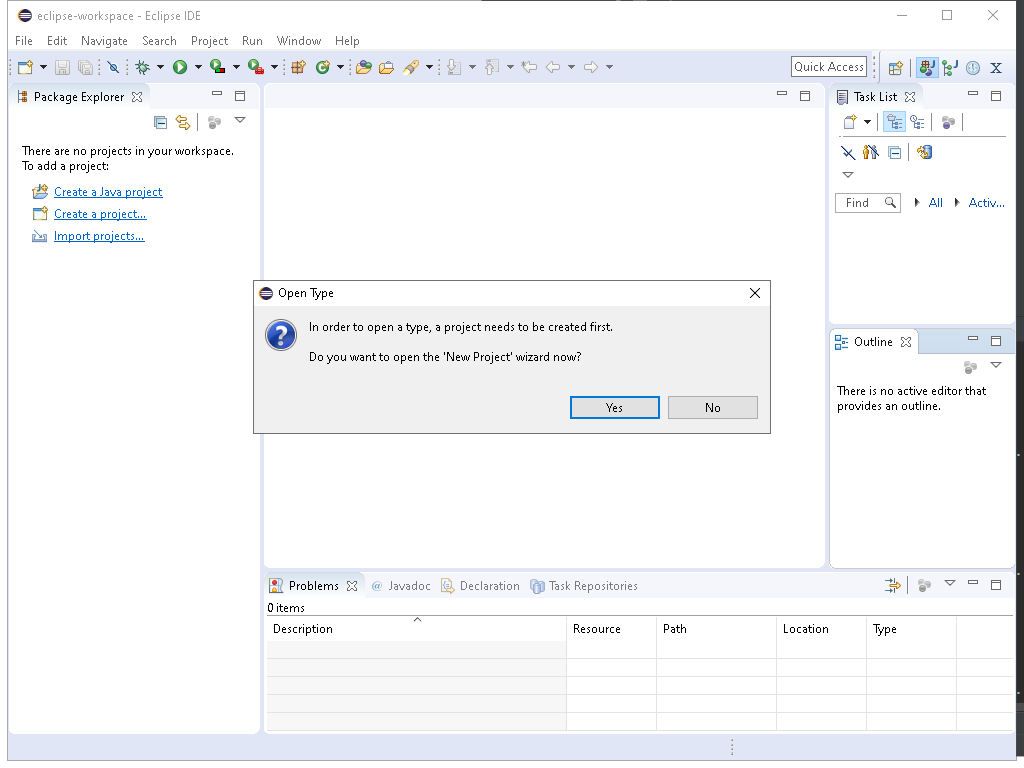 eclipse-workspace - Eclipse IDE
File Edit Navigate Search Project Run Window Help
Quick Access
Package Explorer
There are no projects in your workspace.
To add a project:
Create a Java project
Create a project...
Import projects...
Task List
Find
All
Activ...
Open Type
In order to open a type, a project needs to be created first.
Do you want to open the 'New Project' wizard now?
Yes
No
Outline
There is no active editor that
provides an outline.
Problems
@ Javadoc
Declaration
Task Repositories
0 items
Description Resource Path Location Type